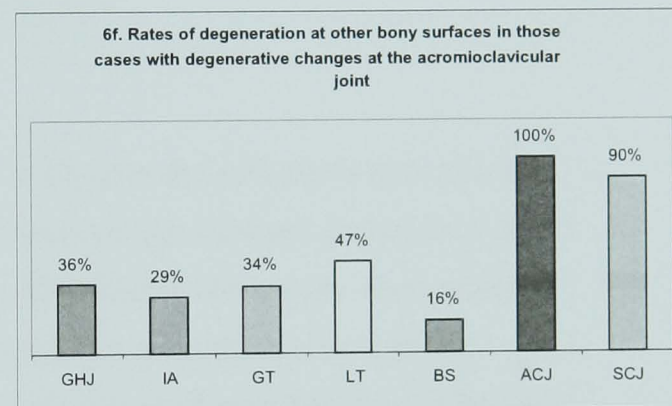 6f. Rates of degeneration at other bony surfaces in those
cases with degenerative changes at the acromioclavicular
joint
100%
90%
47%
36%
34%
29%
16%
GHJ IA GT LT BS ACJ SCJ